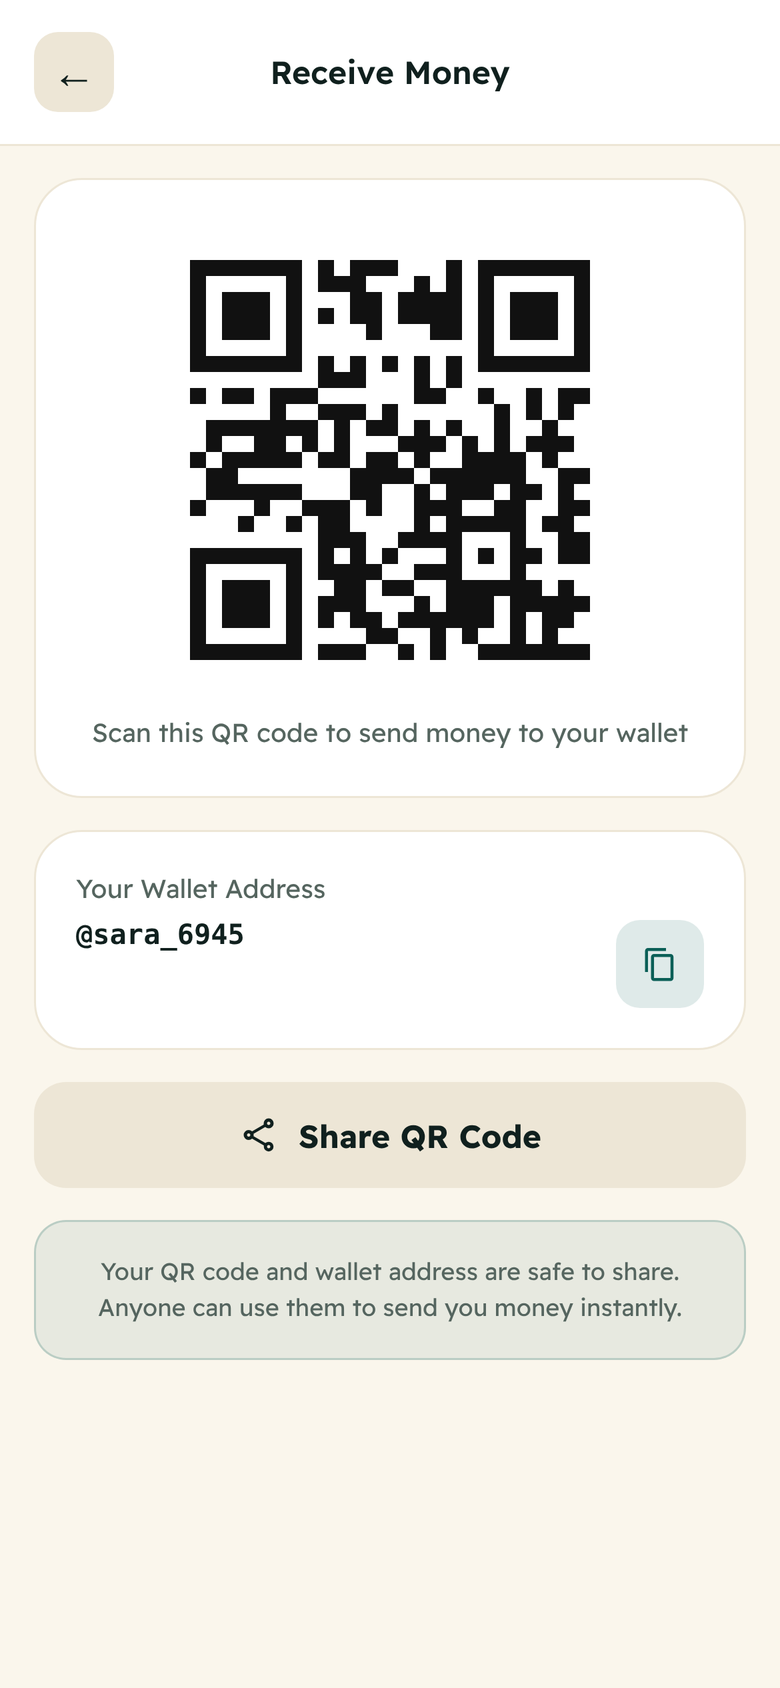 Receive Money
Scan this QR code to send money to your wallet
Your Wallet Address
@sara_6945
Share QR Code
Your QR code and wallet address are safe to share.
Anyone can use them to send you money instantly.